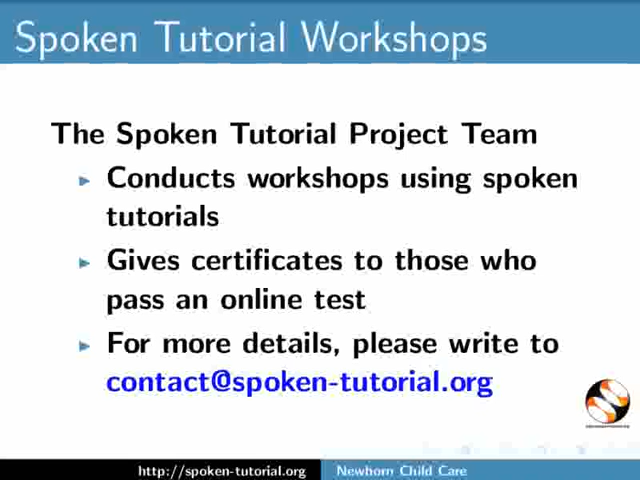 Spoken Tutorial Workshops
The Spoken Tutorial Project Team
Conducts workshops using spoken
tutorials
Gives certificates to those who
pass an online test
For more details, please write to
contact@spoken-tutorial.org
http://spoken-tutorial.org
Newborn Child Care